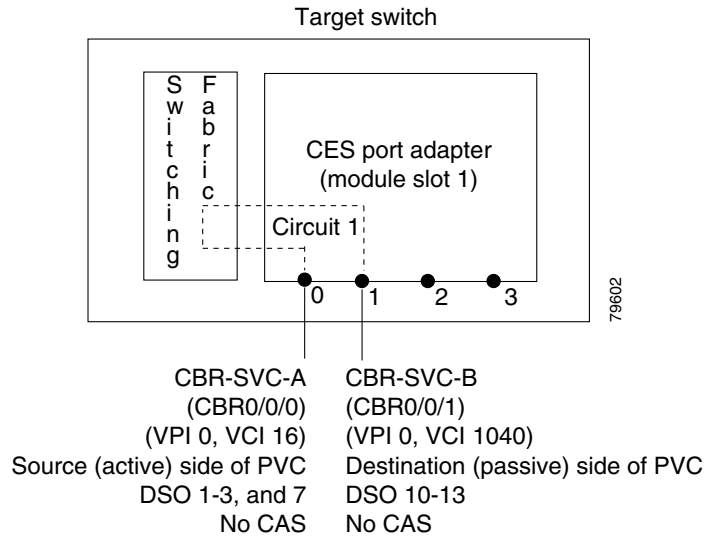 Target switch
Switching
Fabric
CES port adapter
(module slot 1)
Circuit 1
0
1
2
3
79602
CBR-SVC-A
(CBR0/0/0)
(VPI 0, VCI 16)
Source (active) side of PVC
DSO 1-3, and 7
No CAS
CBR-SVC-B
(CBR0/0/1)
(VPI 0, VCI 1040)
Destination (passive) side of PVC
DSO 10-13
No CAS